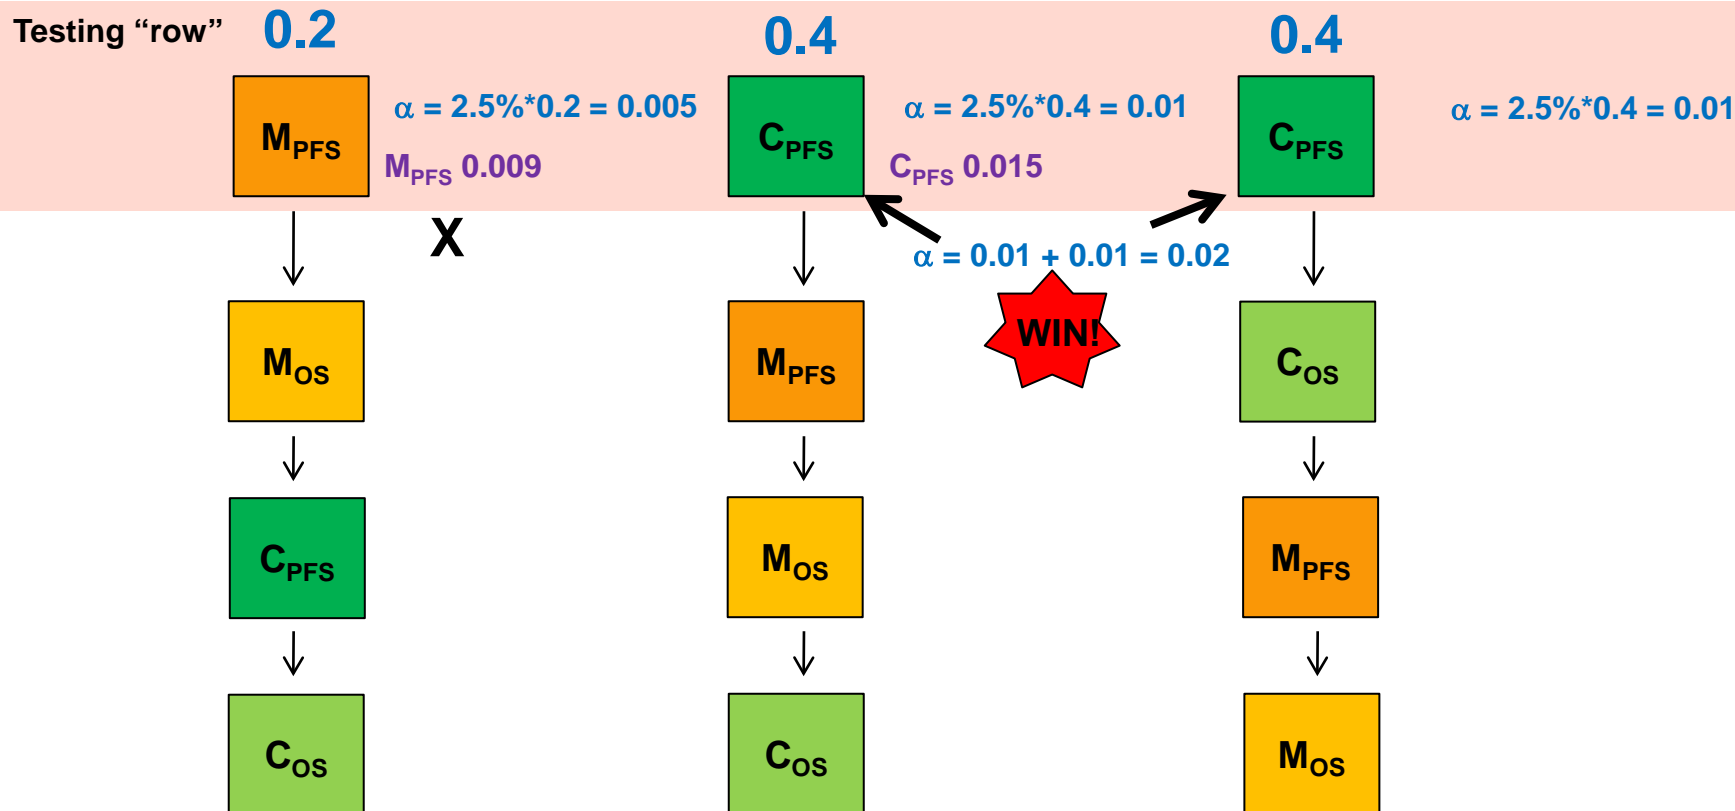 Testing “row” 0.2 0.4 0.4
α = 2.5%*0.2 = 0.005 α = 2.5%*0.4 = 0.01 α = 2.5%*0.4 = 0.01
MPFS CPFS CPFS
MPFS 0.009 CPFS 0.015
X
α = 0.01 + 0.01 = 0.02
WIN!
MOS MPFS COS
CPFS MOS MPFS
COS COS MOS